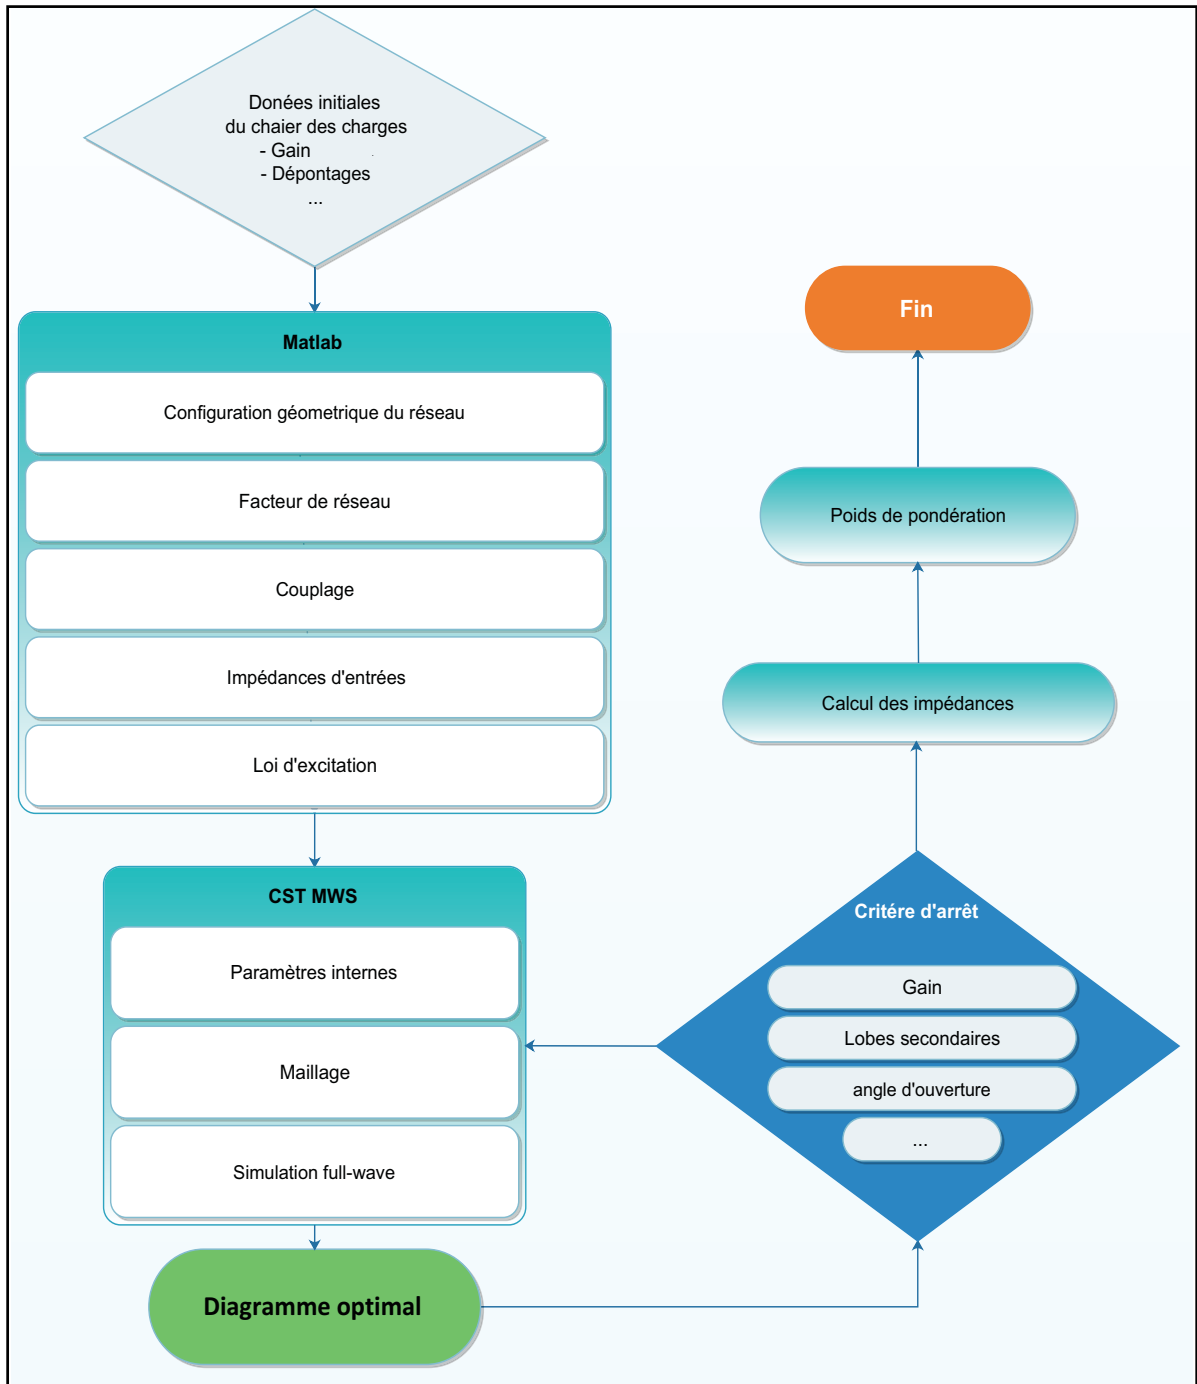 Donées initiales
du chaier des charges
- Gain
- Dépontages
...
Matlab
Configuration géometrique du réseau
Facteur de réseau
Couplage
Impédances d'entrées
Loi d'excitation
CST MWS
Paramètres internes
Maillage
Simulation full-wave
Diagramme optimal
Fin
Poids de pondération
Calcul des impédances
Critére d'arrêt
Gain
Lobes secondaires
angle d'ouverture
...